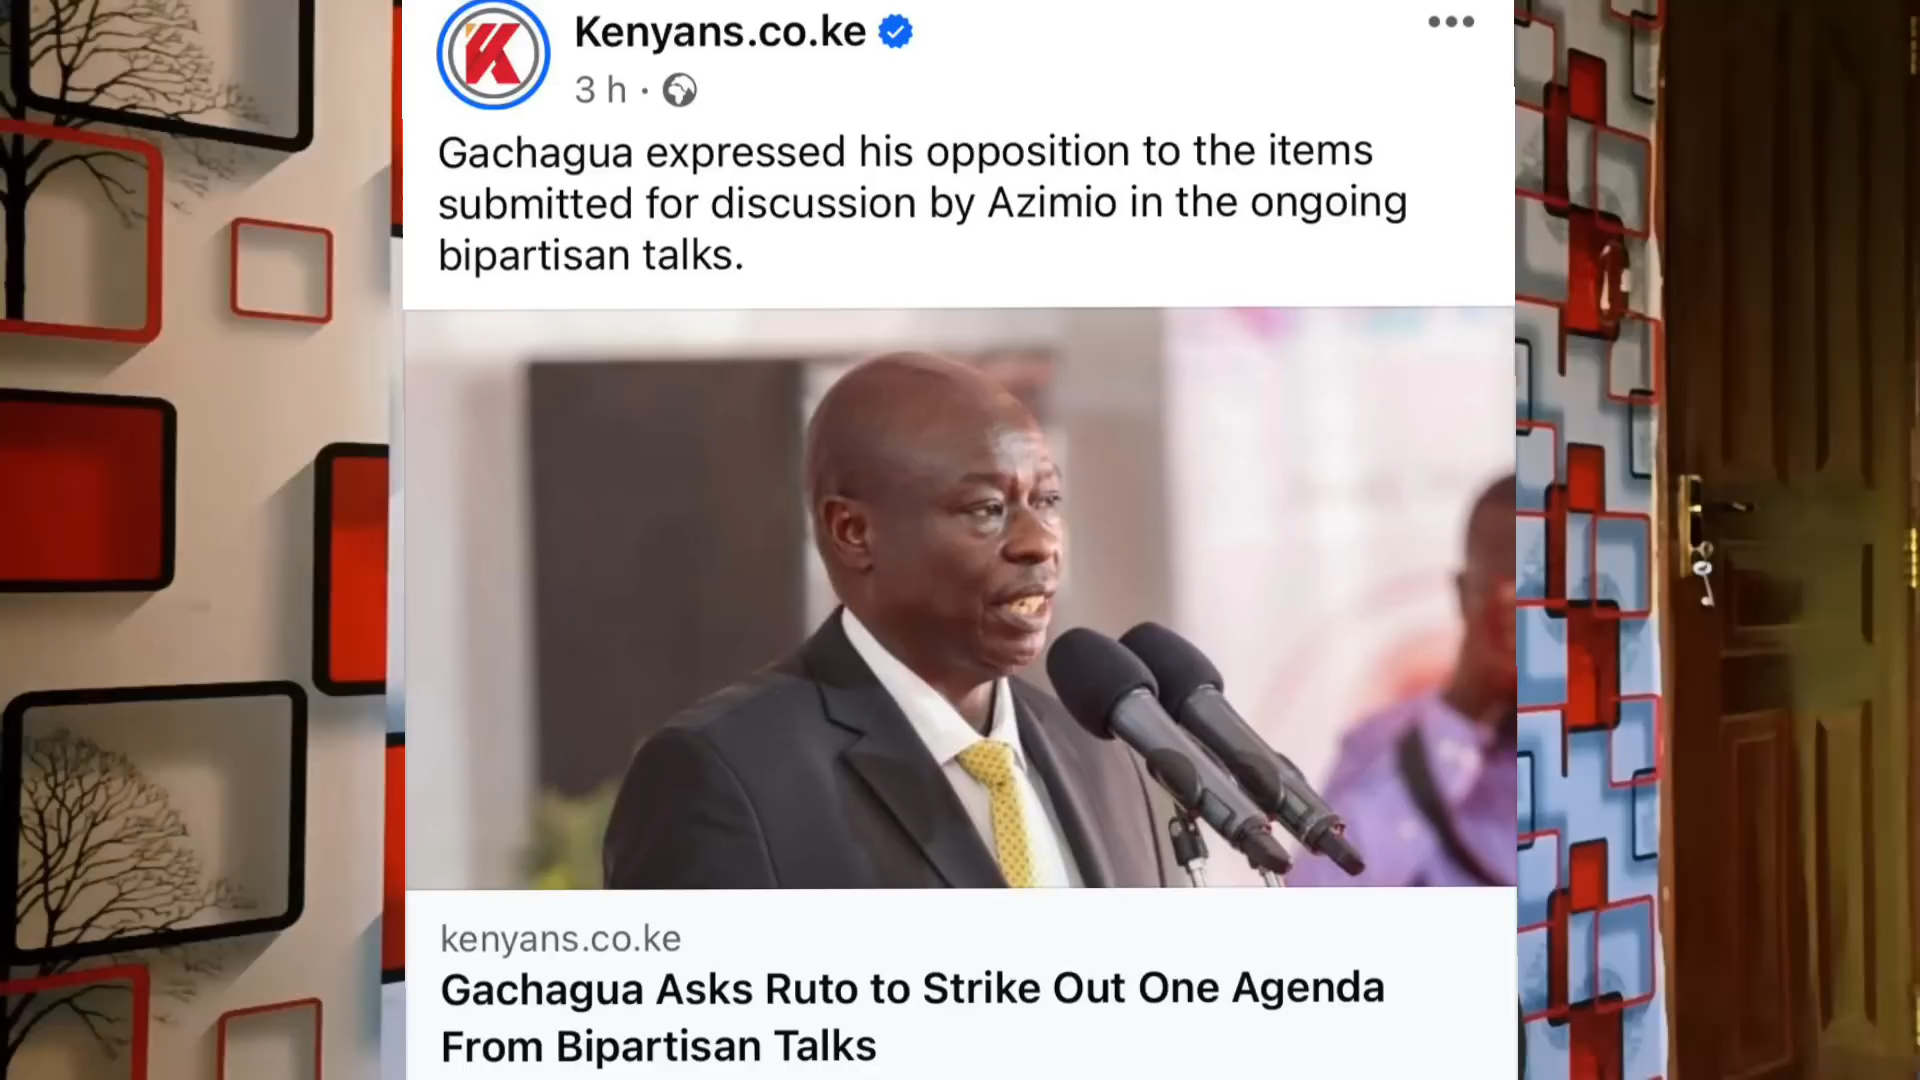 Kenyans.co.ke
3 h ·
Gachagua expressed his opposition to the items
submitted for discussion by Azimio in the ongoing
bipartisan talks.
kenyans.co.ke
Gachagua Asks Ruto to Strike Out One Agenda
From Bipartisan Talks